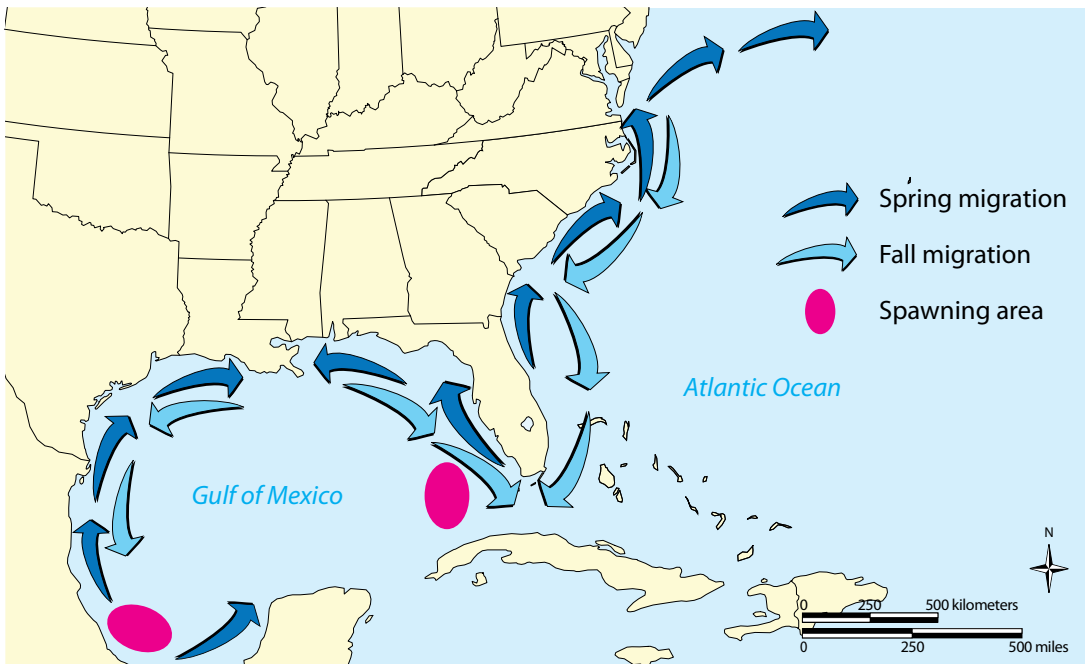 Spring migration
Fall migration
Spawning area
Atlantic Ocean
Gulf of Mexico
N
0 250 500 kilometers
0 250 500 miles